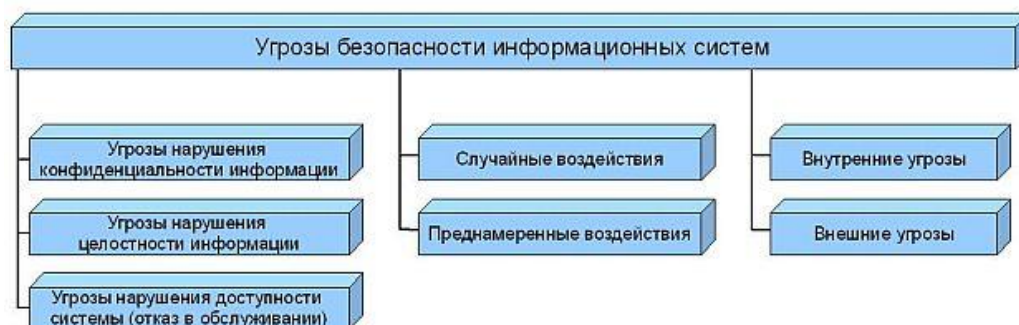 Угрозы безопасности информационных систем
Угрозы нарушения
конфиденциальности информации
Угрозы нарушения
целостности информации
Угрозы нарушения доступности
системы (отказ в обслуживании)
Случайные воздействия
Преднамеренные воздействия
Внутренние угрозы
Внешние угрозы